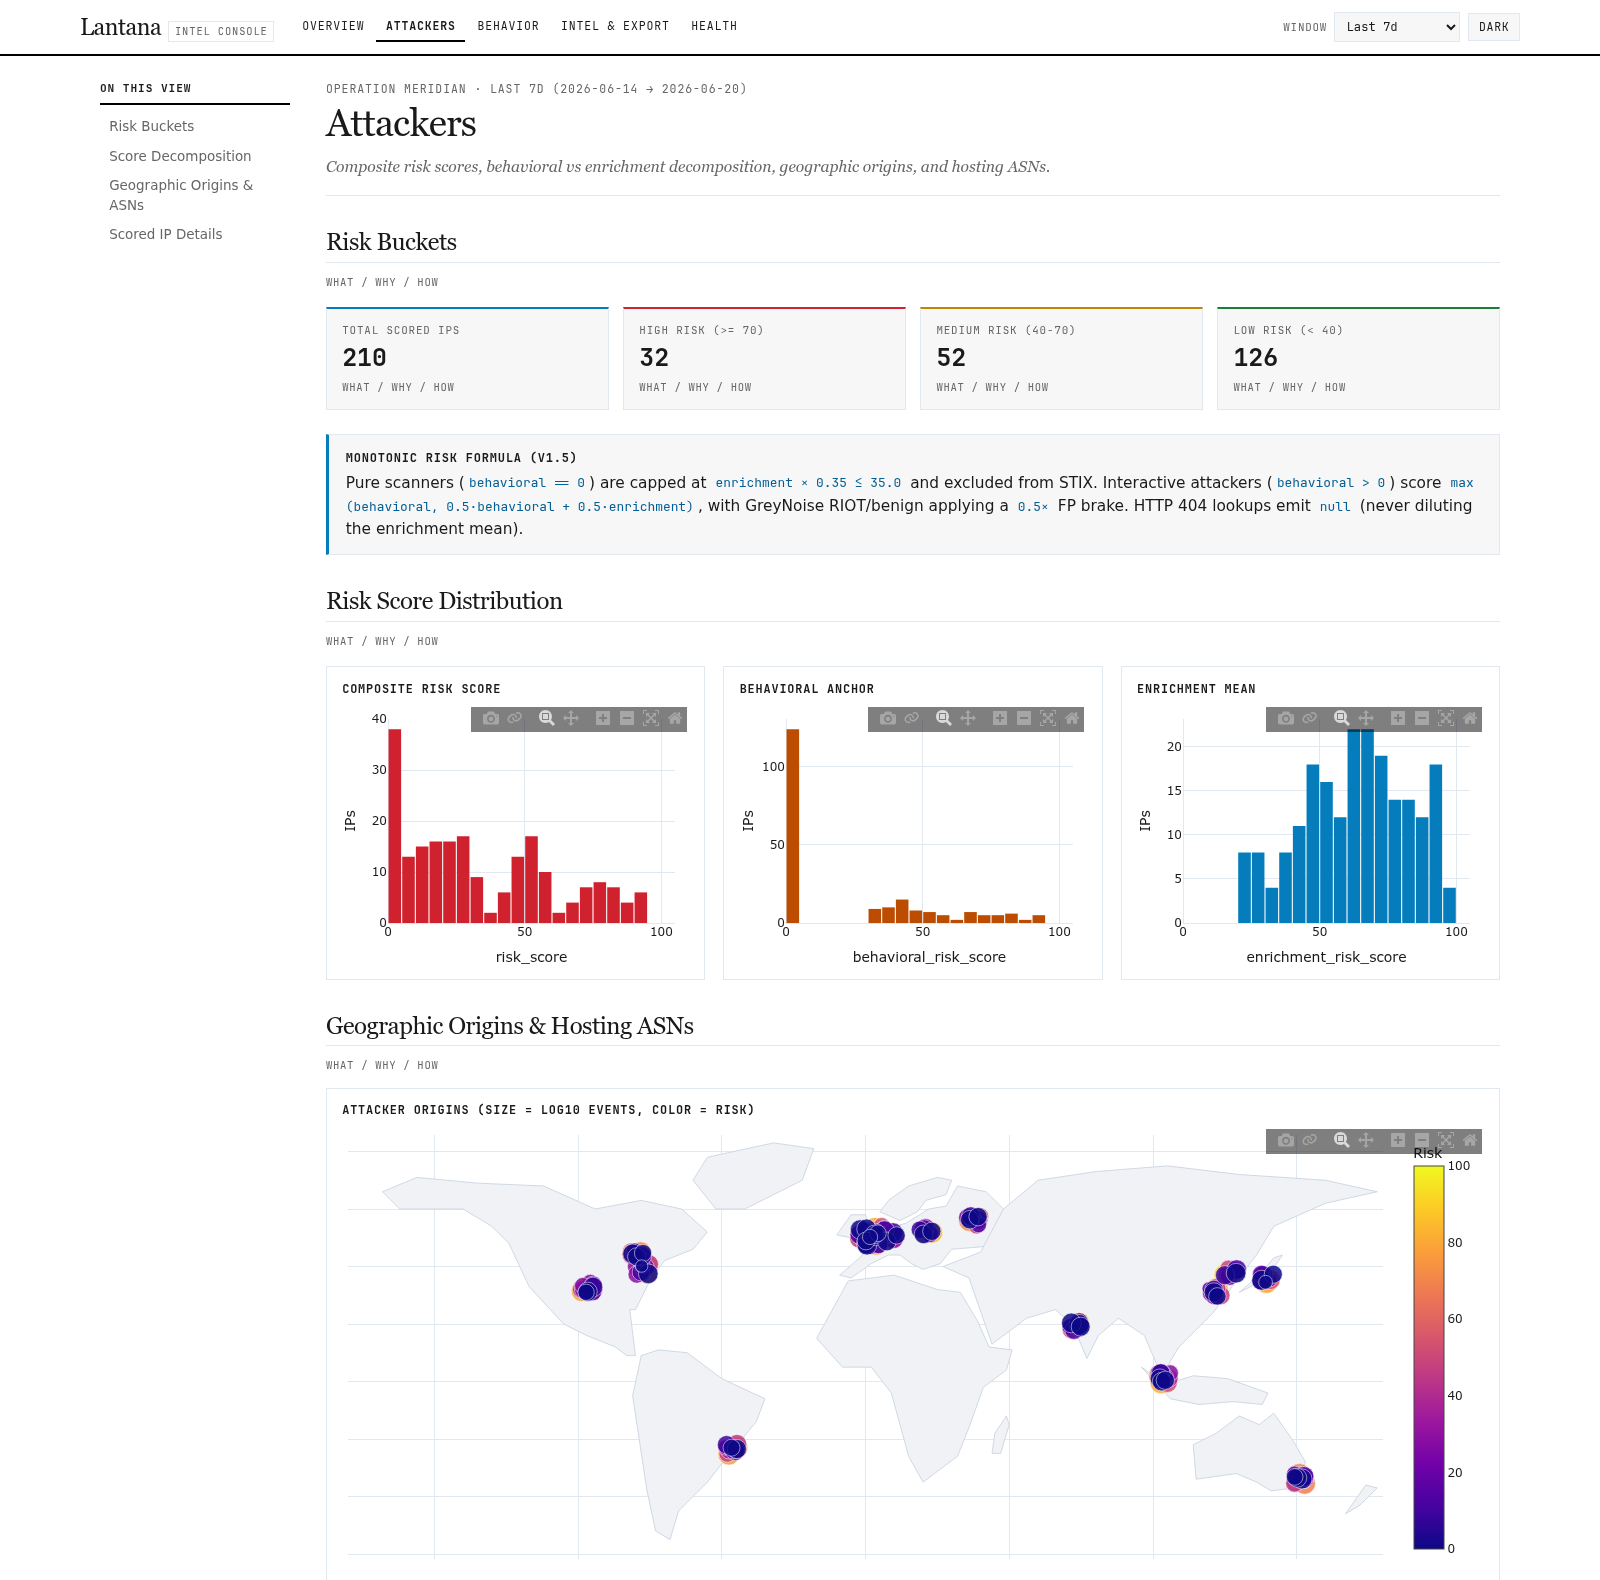 Lantana INTEL CONSOLE OVERVIEW ATTACKERS BEHAVIOR INTEL & EXPORT HEALTH WINDOW Last 7d DARK
ON THIS VIEW
Risk Buckets
Score Decomposition
Geographic Origins &
ASNs
Scored IP Details
OPERATION MERIDIAN · LAST 7D (2026-06-14 → 2026-06-20)
Attackers
Composite risk scores, behavioral vs enrichment decomposition, geographic origins, and hosting ASNs.
Risk Buckets
WHAT / WHY / HOW
TOTAL SCORED IPS
210
WHAT / WHY / HOW
HIGH RISK (>= 70)
32
WHAT / WHY / HOW
MEDIUM RISK (40-70)
52
WHAT / WHY / HOW
LOW RISK (< 40)
126
WHAT / WHY / HOW
MONOTONIC RISK FORMULA (V1.5)
Pure scanners ( behavioral == 0 ) are capped at enrichment × 0.35 ≤ 35.0 and excluded from STIX. Interactive attackers ( behavioral > 0 ) score max
(behavioral, 0.5·behavioral + 0.5·enrichment) , with GreyNoise RIOT/benign applying a 0.5× FP brake. HTTP 404 lookups emit null (never diluting
the enrichment mean).
Risk Score Distribution
WHAT / WHY / HOW
COMPOSITE RISK SCORE
40
30
20
10
0
IPs
0 50 100
risk_score
BEHAVIORAL ANCHOR
100
50
0
IPs
0 50 100
behavioral_risk_score
ENRICHMENT MEAN
20
15
10
5
0
IPs
0 50 100
enrichment_risk_score
Geographic Origins & Hosting ASNs
WHAT / WHY / HOW
ATTACKER ORIGINS (SIZE = LOG10 EVENTS, COLOR = RISK)
Risk
100
80
60
40
20
0